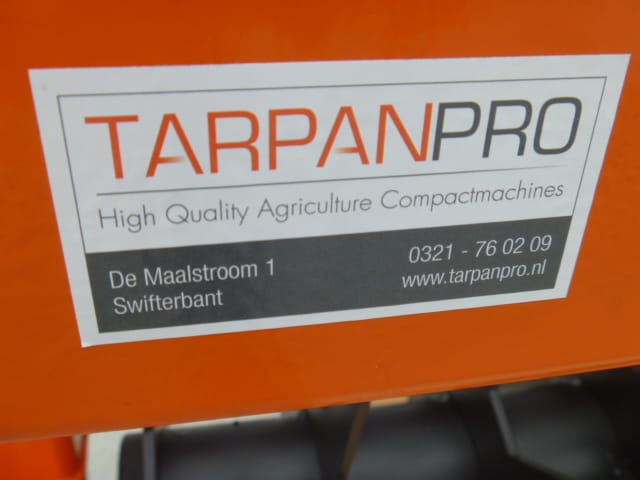 TARPANPRO
High Quality Agriculture Compactmachines
De Maalstroom 1
Swifterbant
0321 - 76 02 09
www.tarpanpro.nl